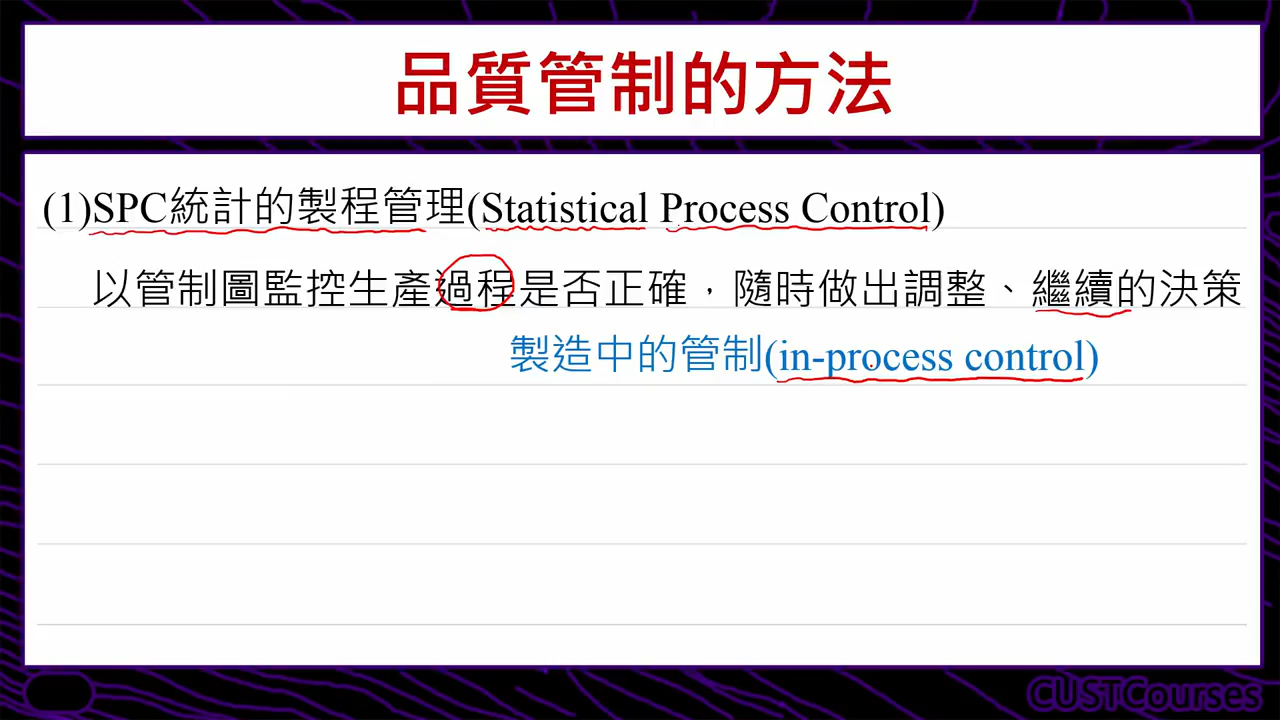 品質管制的方法
(1)SPC統計的製程管理(Statistical Process Control)
以管制圖監控生產過程是否正確，隨時做出調整、繼續的決策
製造中的管制(in-process control)
CUSTCourses